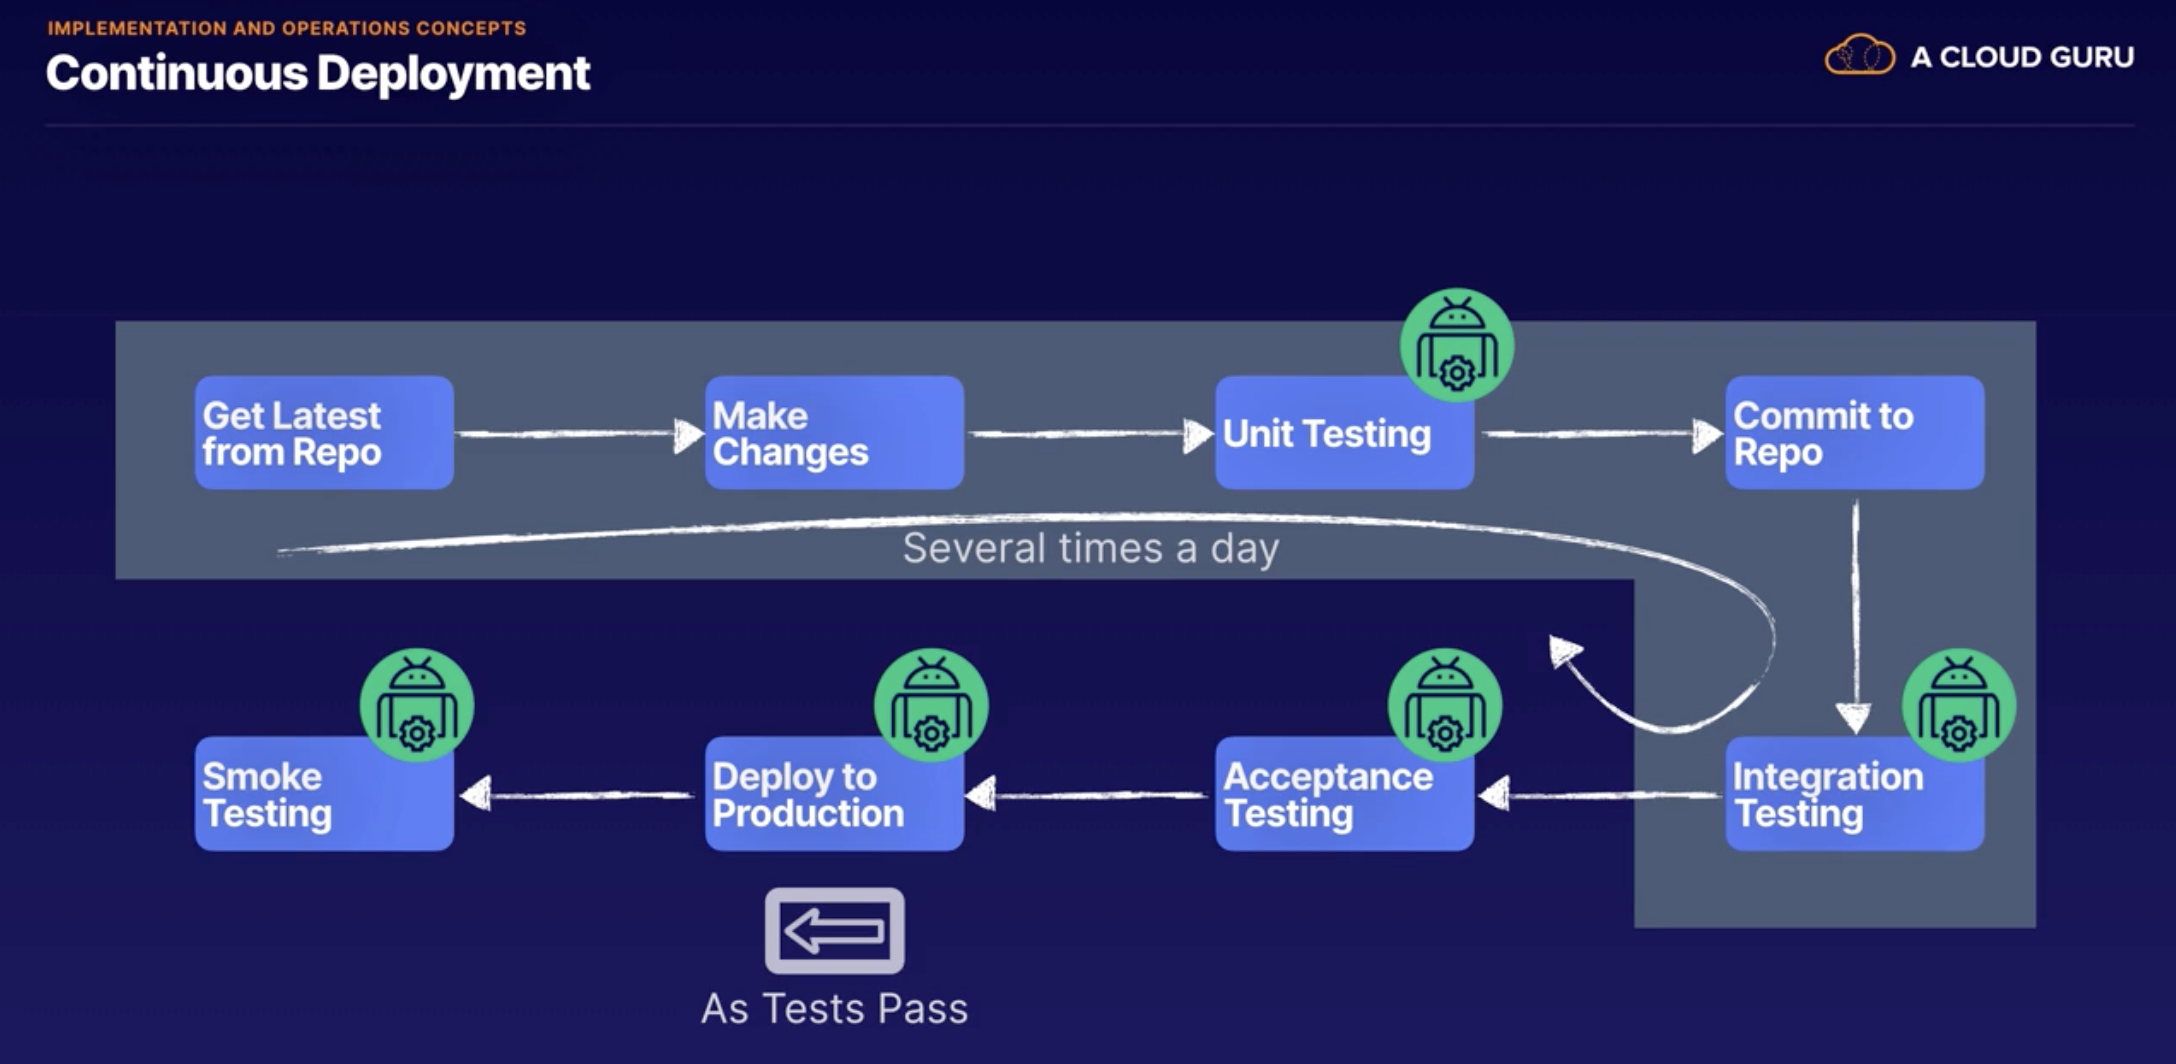 IMPLEMENTATION AND OPERATIONS CONCEPTS
Continuous Deployment
A CLOUD GURU
Get Latest
from Repo
Make
Changes
Unit Testing
Commit to
Repo
Several times a day
Smoke
Testing
Deploy to
Production
Acceptance
Testing
Integration
Testing
As Tests Pass